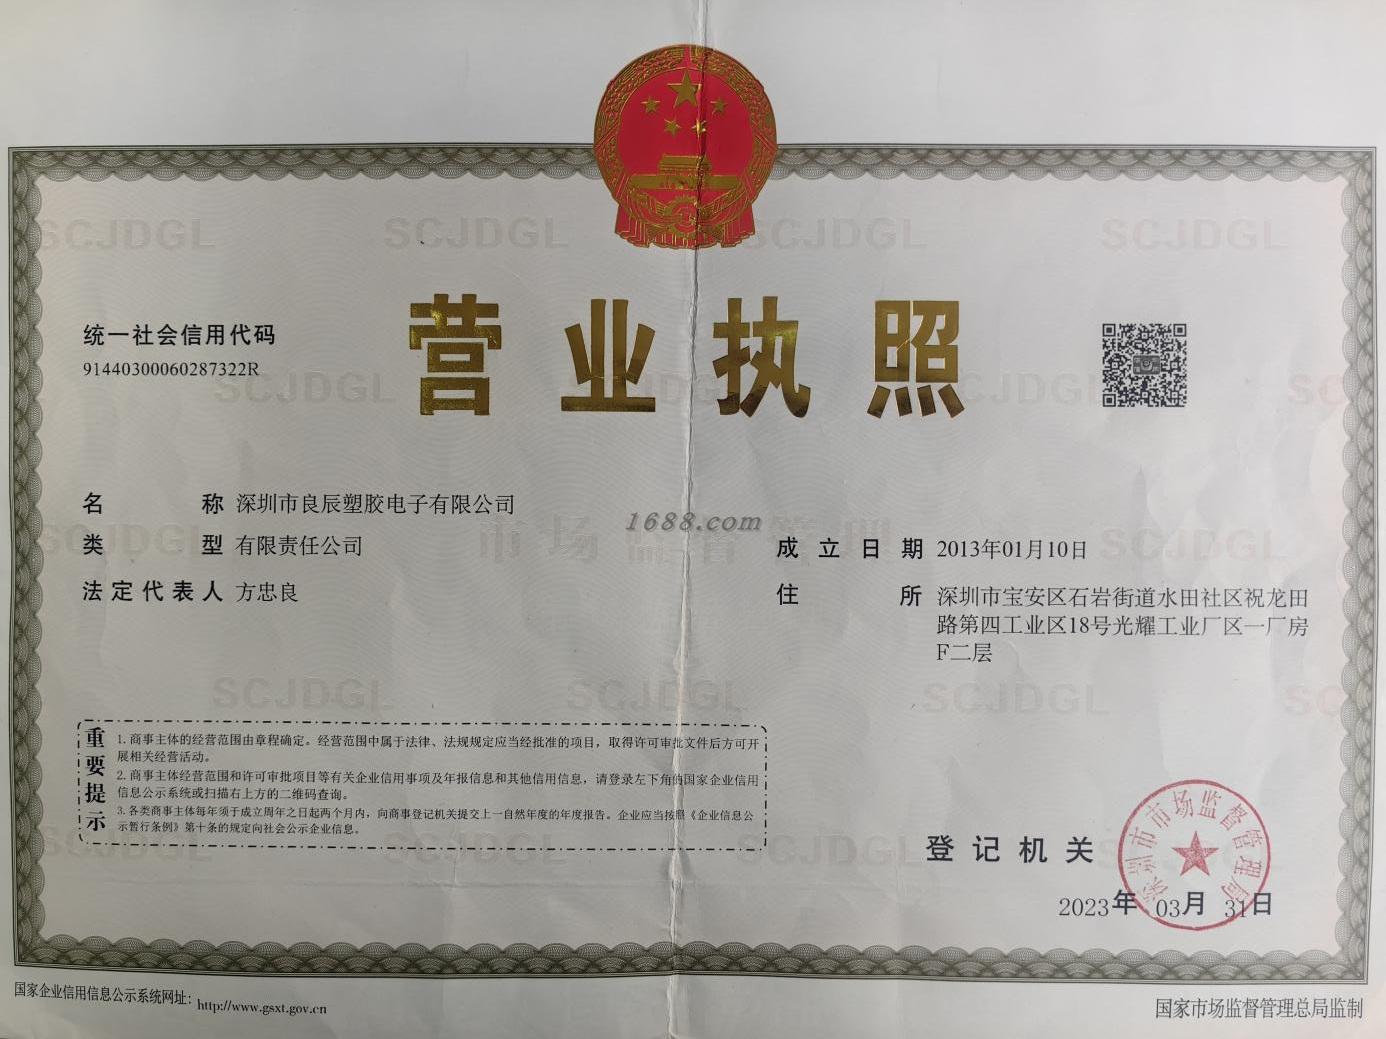 营业执照
统一社会信用代码
91440300060287322R
名称 深圳市良辰塑胶电子有限公司
类型 有限责任公司
法定代表人 方忠良
成立日期 2013年01月10日
住所 深圳市宝安区石岩街道水田社区祝龙田
路第四工业区18号光耀工业厂区一厂房
F二层
1688.com
SCJDGL SCJDGL SCJDGL SCJDGL
市场监督管理
重要提示
1. 商事主体的经营范围由章程确定。经营范围中属于法律、法规规定应当经批准的项目，取得许可审批文件后方可开
展相关经营活动。
2. 商事主体经营范围和许可审批项目等有关企业信用事项及年报信息和其他信用信息，请登录左下角的国家企业信用
信息公示系统或扫描右上方的二维码查询。
3. 各类商事主体每年须于成立周年之日起两个月内，向商事登记机关提交上一自然年度的年度报告。企业应当按照《企业信息公
示暂行条例》第十条的规定向社会公示企业信息。
登记机关
深圳市市场监督管理局
2023年03月31日
国家企业信用信息公示系统网址：http://www.gsxt.gov.cn
国家市场监督管理总局监制